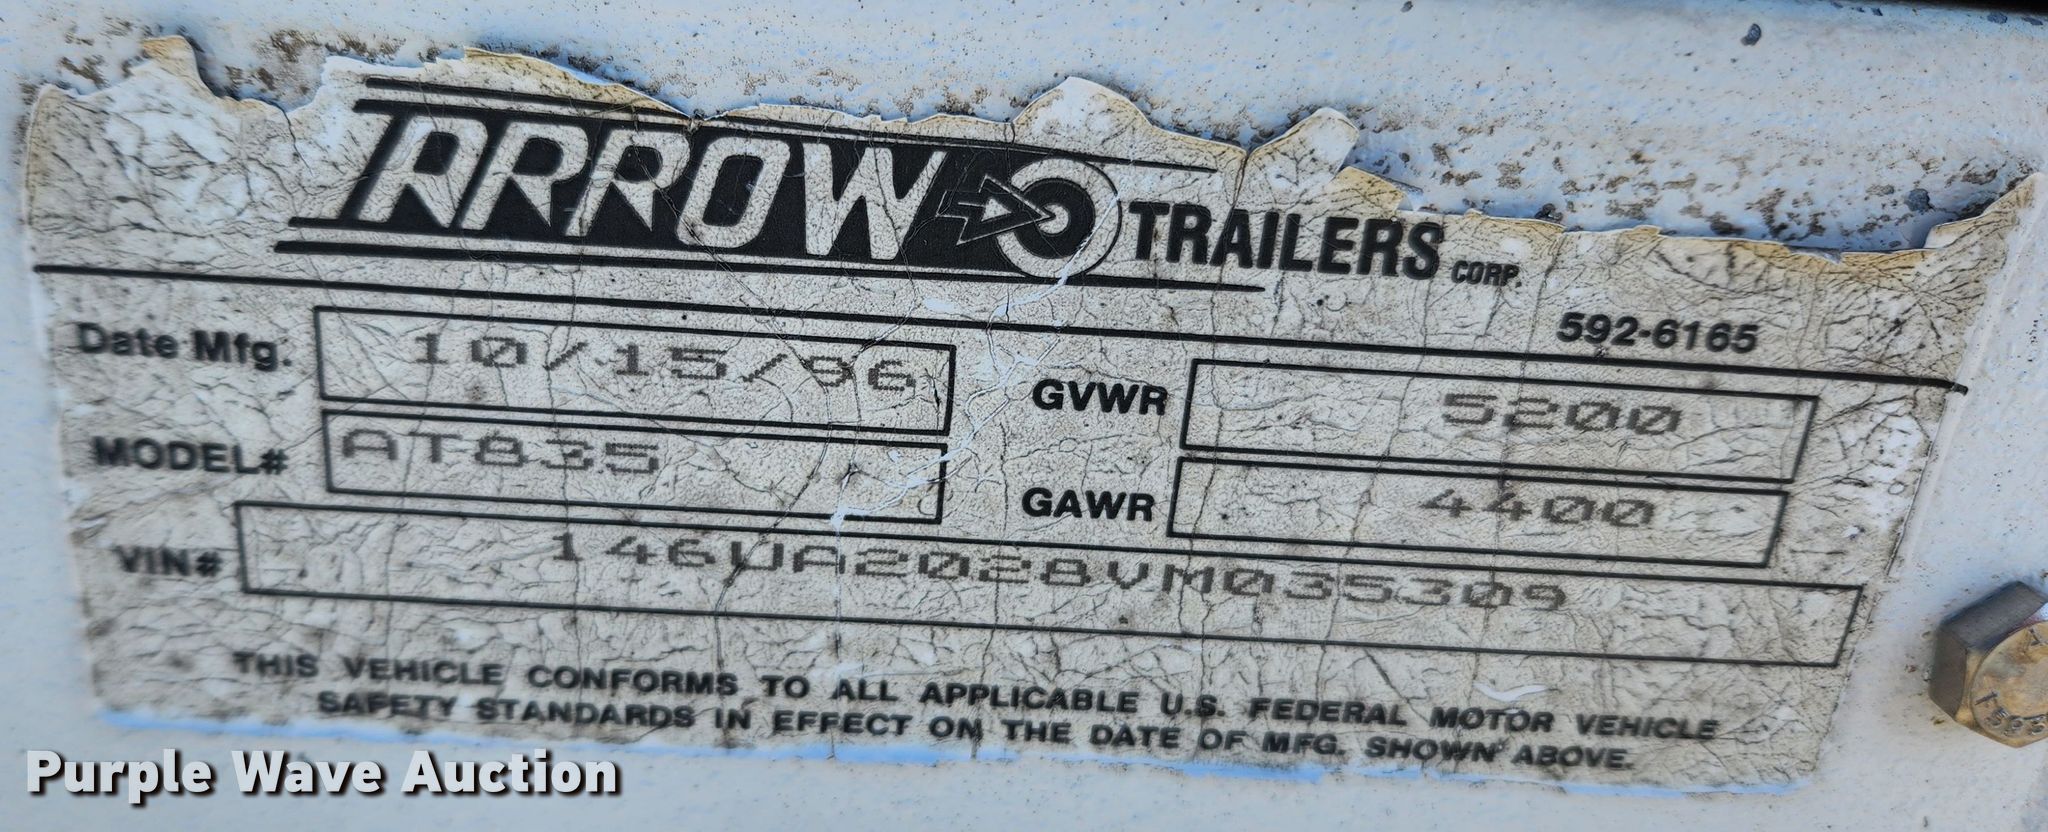 ARROW TRAILERS CORP.
592-6165
Date Mfg. 10/15/96
GVWR 5200
MODEL# AT835
GAWR 4400
VIN# 146UA2028VM035309
THIS VEHICLE CONFORMS TO ALL APPLICABLE U.S. FEDERAL MOTOR VEHICLE
SAFETY STANDARDS IN EFFECT ON THE DATE OF MFG. SHOWN ABOVE.
Purple Wave Auction